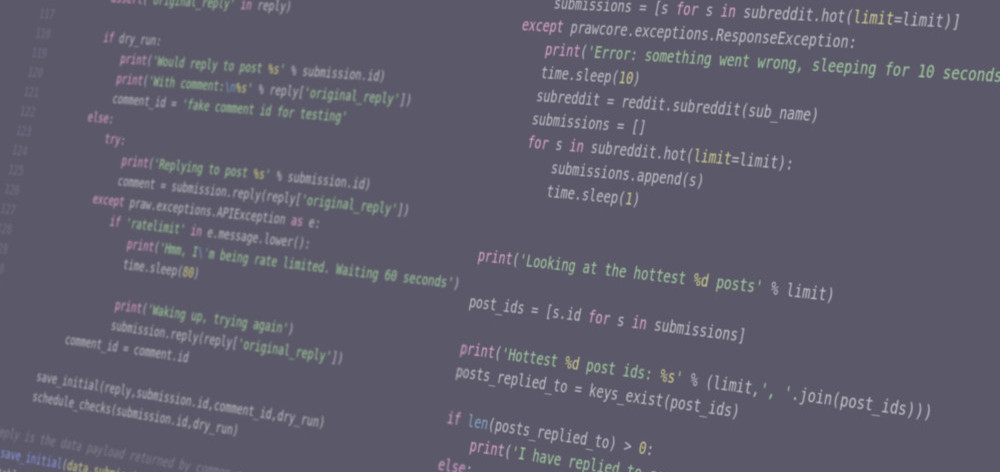 assert('original_reply' in reply)
117
118
if dry_run:
119
print('Would reply to post %s' % submission.id)
120
print('With comment:\n%s' % reply['original_reply'])
121
comment_id = 'fake comment id for testing'
122
else:
123
try:
124
print('Replying to post %s' % submission.id)
125
comment = submission.reply(reply['original_reply'])
126
except praw.exceptions.APIException as e:
127
if 'ratelimit' in e.message.lower():
128
print('Hmm, I\'m being rate limited. Waiting 60 seconds')
129
time.sleep(80)
print('Waking up, trying again')
submission.reply(reply['original_reply'])
comment_id = comment.id
save_initial(reply,submission.id,comment_id,dry_run)
schedule_checks(submission.id,dry_run)
reply is the data payload returned by
save_initial(data,
submissions = [s for s in subreddit.hot(limit=limit)]
except prawcore.exceptions.ResponseException:
print('Error: something went wrong, sleeping for 10 seconds
time.sleep(10)
subreddit = reddit.subreddit(sub_name)
submissions = []
for s in subreddit.hot(limit=limit):
submissions.append(s)
time.sleep(1)
print('Looking at the hottest %d posts' % limit)
post_ids = [s.id for s in submissions]
print('Hottest %d post ids: %s' % (limit,', '.join(post_ids)))
posts_replied_to = keys_exist(post_ids)
if len(posts_replied_to) > 0:
print('I have replied to
else: